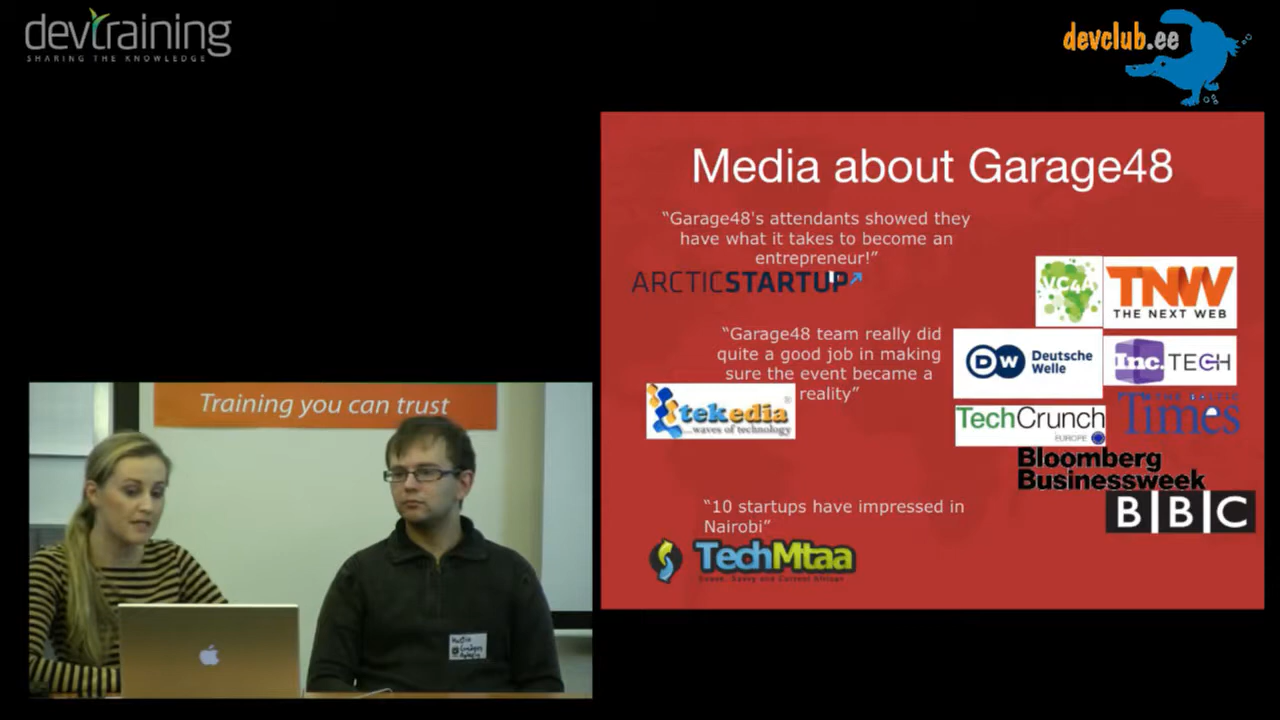 devtraining
SHARING THE KNOWLEDGE
devclub.ee
Media about Garage48
“Garage48's attendants showed they
have what it takes to become an
entrepreneur!”
ARCTICSTARTUP
VC4A
TNW
THE NEXT WEB
“Garage48 team really did
quite a good job in making
sure the event became a
reality”
DW Deutsche
Welle
Inc. TECH
tekedia
...waves of technology
TechCrunch
EUROPE
THE BALTIC
Times
Bloomberg
Businessweek
BBC
“10 startups have impressed in
Nairobi”
TechMtaa
Training you can trust